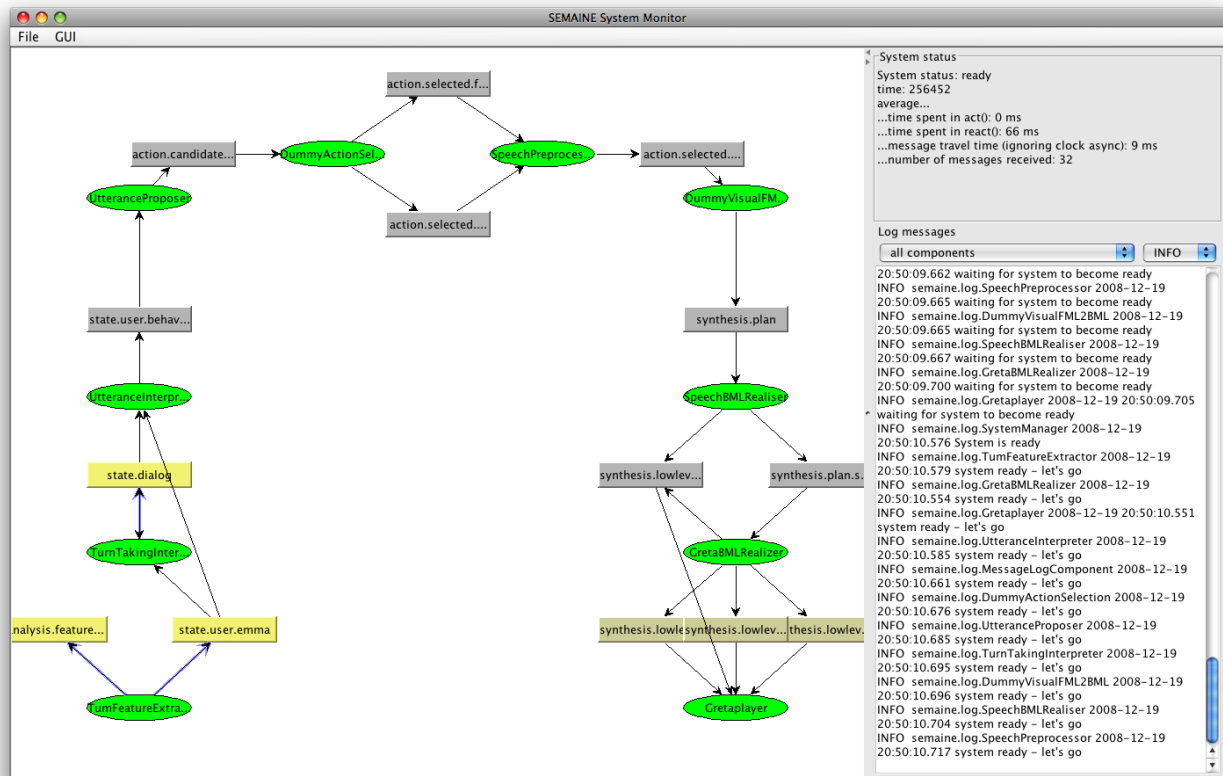 SEMAINE System Monitor
File GUI
action.selected.f...
action.candidate...
DummyActionSel...
SpeechPreproces...
action.selected....
UtteranceProposer
DummyVisualFM...
action.selected....
state.user.behav...
synthesis.plan
UtteranceInterpr...
SpeechBMLRealiser
state.dialog
synthesis.lowlev...
synthesis.plan.s...
TurnTakingInter...
GretaBMLRealizer
nalysis.feature...
state.user.emma
synthesis.lowle
synthesis.lowlev...
thesis.lowlev...
TumFeatureExtra...
Gretaplayer
System status
System status: ready
time: 256452
average...
...time spent in act(): 0 ms
...time spent in react(): 66 ms
...message travel time (ignoring clock async): 9 ms
...number of messages received: 32
Log messages
all components INFO
20:50:09.662 waiting for system to become ready
INFO semaine.log.SpeechPreprocessor 2008-12-19
20:50:09.665 waiting for system to become ready
INFO semaine.log.DummyVisualFML2BML 2008-12-19
20:50:09.665 waiting for system to become ready
INFO semaine.log.SpeechBMLRealiser 2008-12-19
20:50:09.667 waiting for system to become ready
INFO semaine.log.GretaBMLRealizer 2008-12-19
20:50:09.700 waiting for system to become ready
INFO semaine.log.Gretaplayer 2008-12-19 20:50:09.705
waiting for system to become ready
INFO semaine.log.SystemManager 2008-12-19
20:50:10.576 System is ready
INFO semaine.log.TumFeatureExtractor 2008-12-19
20:50:10.579 system ready - let's go
INFO semaine.log.GretaBMLRealizer 2008-12-19
20:50:10.554 system ready - let's go
INFO semaine.log.Gretaplayer 2008-12-19 20:50:10.551
system ready - let's go
INFO semaine.log.UtteranceInterpreter 2008-12-19
20:50:10.585 system ready - let's go
INFO semaine.log.MessageLogComponent 2008-12-19
20:50:10.661 system ready - let's go
INFO semaine.log.DummyActionSelection 2008-12-19
20:50:10.676 system ready - let's go
INFO semaine.log.UtteranceProposer 2008-12-19
20:50:10.685 system ready - let's go
INFO semaine.log.TurnTakingInterpreter 2008-12-19
20:50:10.695 system ready - let's go
INFO semaine.log.DummyVisualFML2BML 2008-12-19
20:50:10.696 system ready - let's go
INFO semaine.log.SpeechBMLRealiser 2008-12-19
20:50:10.704 system ready - let's go
INFO semaine.log.SpeechPreprocessor 2008-12-19
20:50:10.717 system ready - let's go